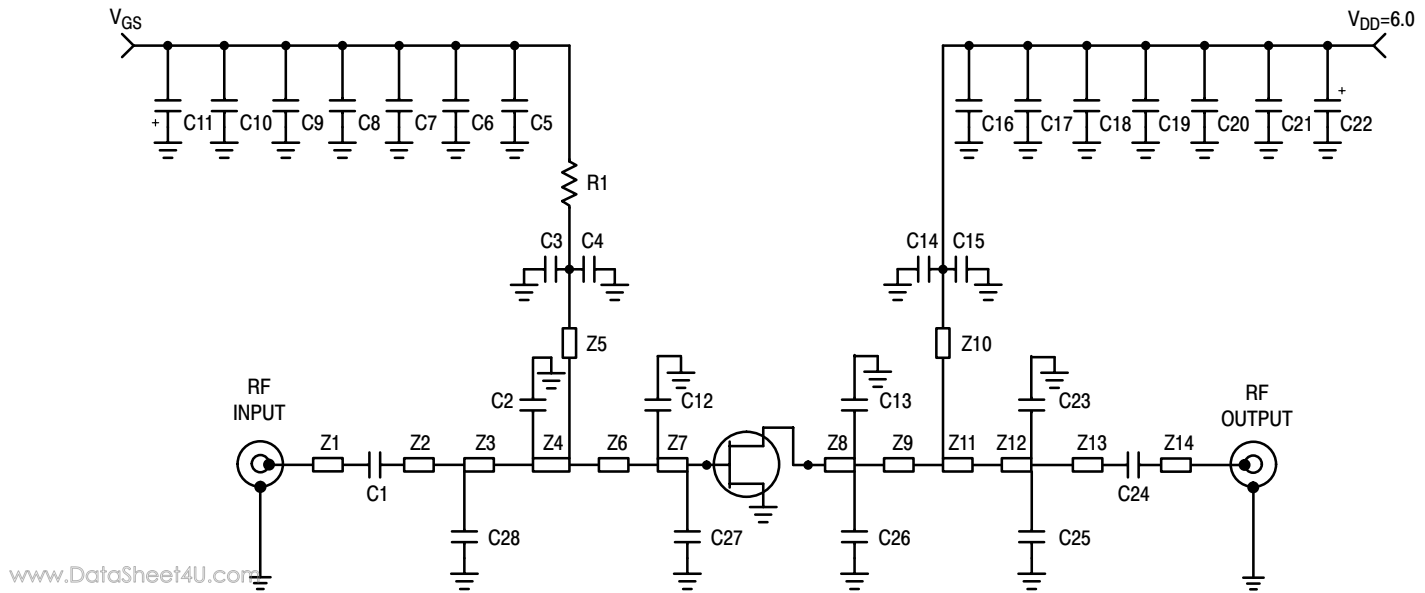 VGS
VDD=6.0
C11 C10 C9 C8 C7 C6 C5
C16 C17 C18 C19 C20 C21 C22
+
+
R1
C3 C4
C14 C15
Z5
Z10
C2
C12
C13
C23
RF
INPUT
RF
OUTPUT
Z1 Z2 Z3 Z4 Z6 Z7 Z8 Z9 Z11 Z12 Z13 Z14
C1
C24
C28
C27
C26
C25
www.DataSheet4U.com